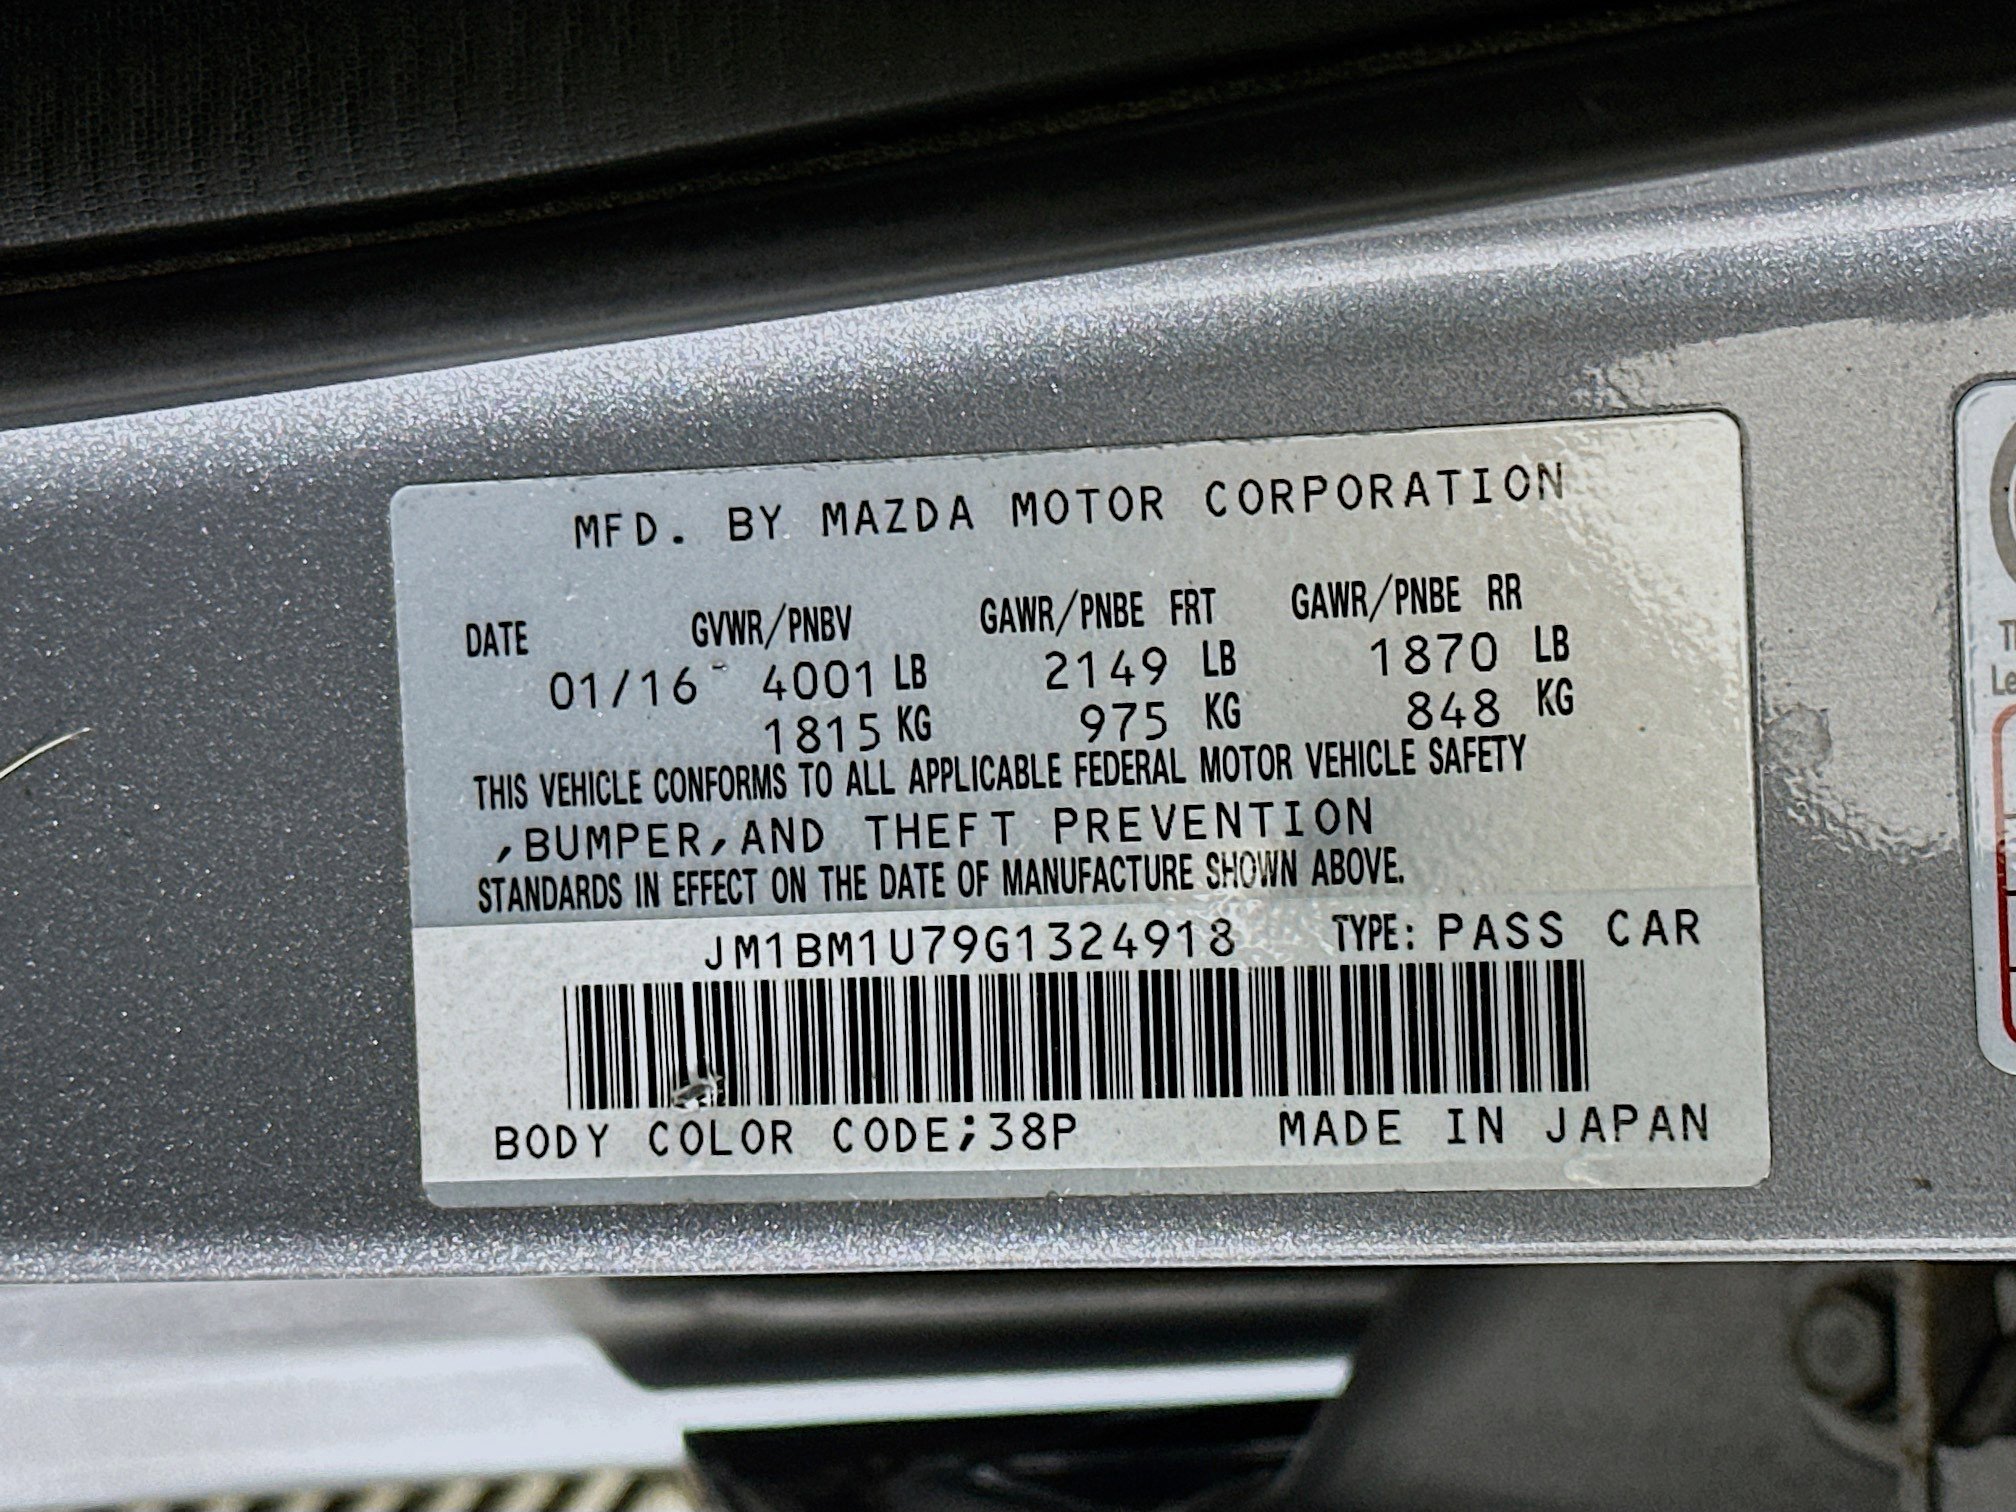 MFD. BY MAZDA MOTOR CORPORATION
DATE GVWR/PNBV GAWR/PNBE FRT GAWR/PNBE RR
01/16 4001 LB 2149 LB 1870 LB
1815 KG 975 KG 848 KG
THIS VEHICLE CONFORMS TO ALL APPLICABLE FEDERAL MOTOR VEHICLE SAFETY
,BUMPER,AND THEFT PREVENTION
STANDARDS IN EFFECT ON THE DATE OF MANUFACTURE SHOWN ABOVE.
JM1BM1U79G1324918 TYPE: PASS CAR
BODY COLOR CODE;38P MADE IN JAPAN